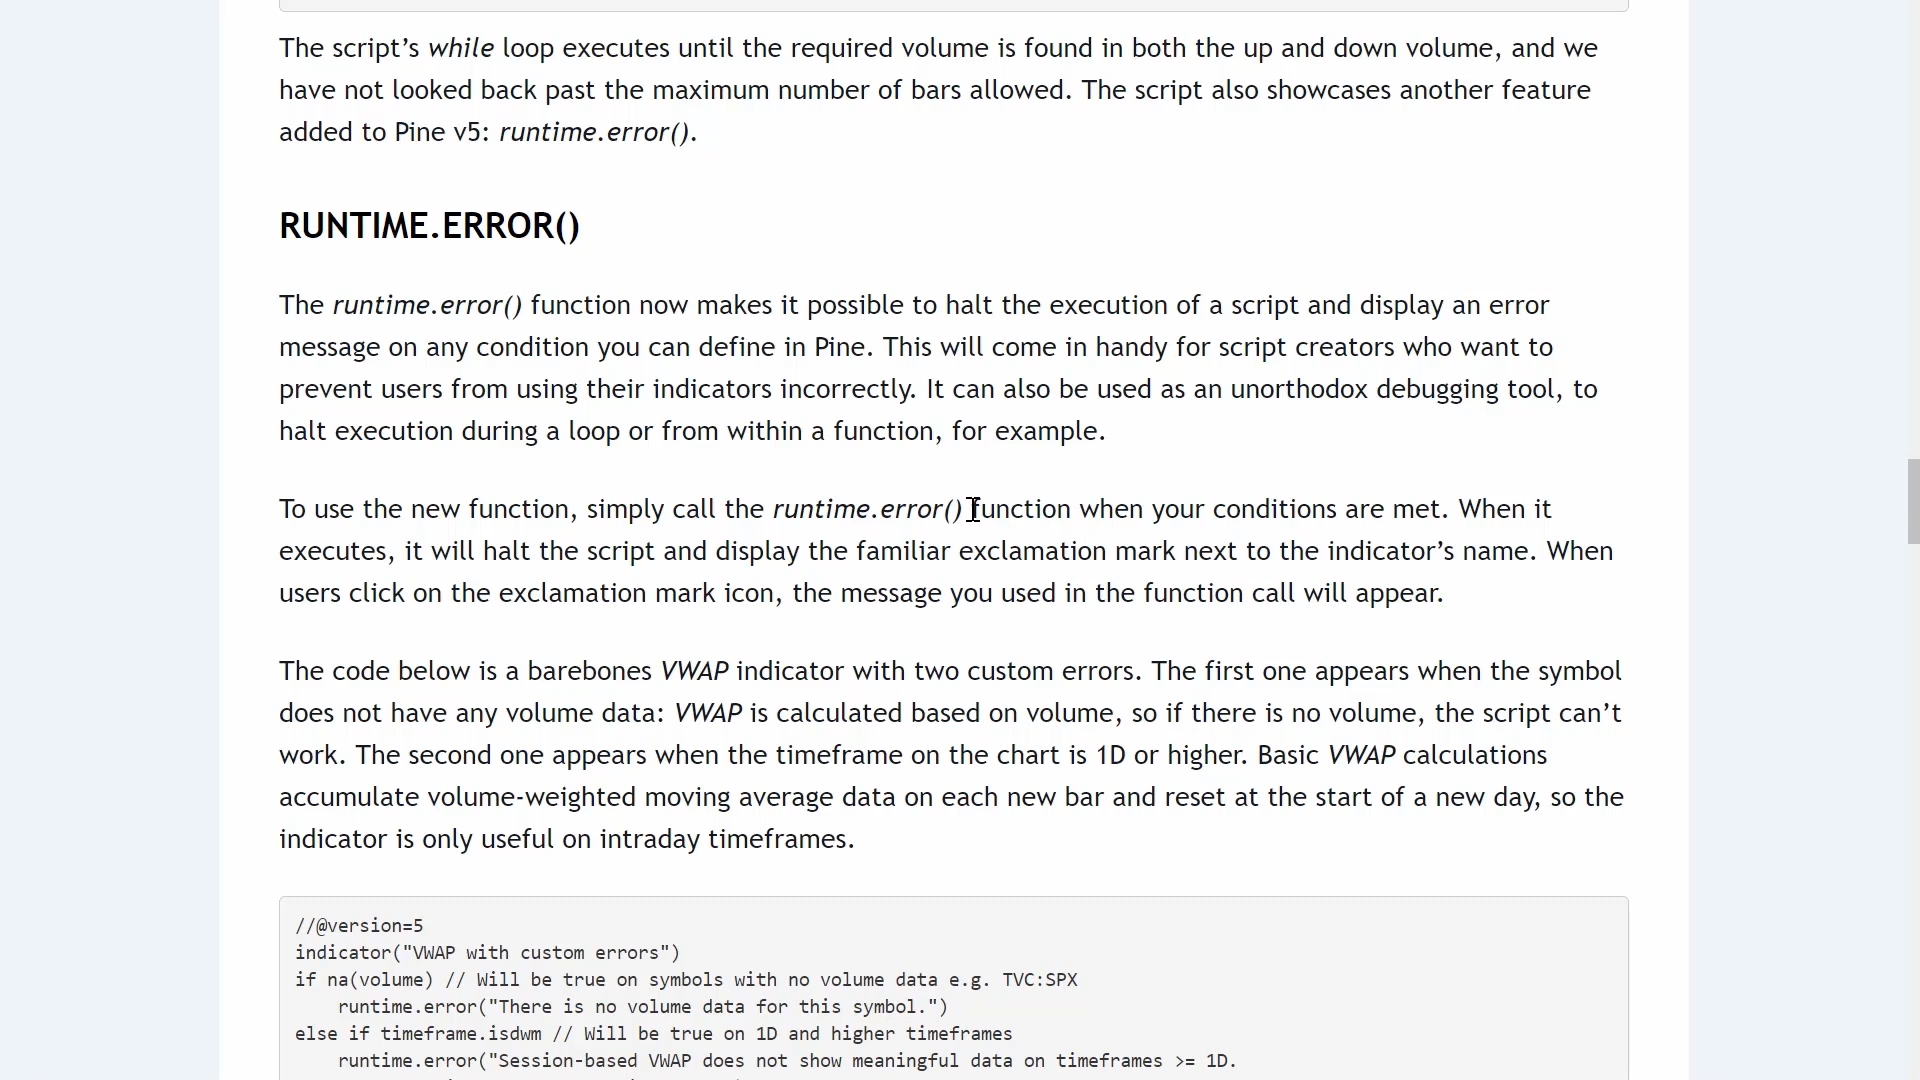 The script’s while loop executes until the required volume is found in both the up and down volume, and we
have not looked back past the maximum number of bars allowed. The script also showcases another feature
added to Pine v5: runtime.error().
RUNTIME.ERROR()
The runtime.error() function now makes it possible to halt the execution of a script and display an error
message on any condition you can define in Pine. This will come in handy for script creators who want to
prevent users from using their indicators incorrectly. It can also be used as an unorthodox debugging tool, to
halt execution during a loop or from within a function, for example.
To use the new function, simply call the runtime.error() function when your conditions are met. When it
executes, it will halt the script and display the familiar exclamation mark next to the indicator’s name. When
users click on the exclamation mark icon, the message you used in the function call will appear.
The code below is a barebones VWAP indicator with two custom errors. The first one appears when the symbol
does not have any volume data: VWAP is calculated based on volume, so if there is no volume, the script can’t
work. The second one appears when the timeframe on the chart is 1D or higher. Basic VWAP calculations
accumulate volume-weighted moving average data on each new bar and reset at the start of a new day, so the
indicator is only useful on intraday timeframes.
//@version=5
indicator("VWAP with custom errors")
if na(volume) // Will be true on symbols with no volume data e.g. TVC:SPX
    runtime.error("There is no volume data for this symbol.")
else if timeframe.isdwm // Will be true on 1D and higher timeframes
    runtime.error("Session-based VWAP does not show meaningful data on timeframes >= 1D.